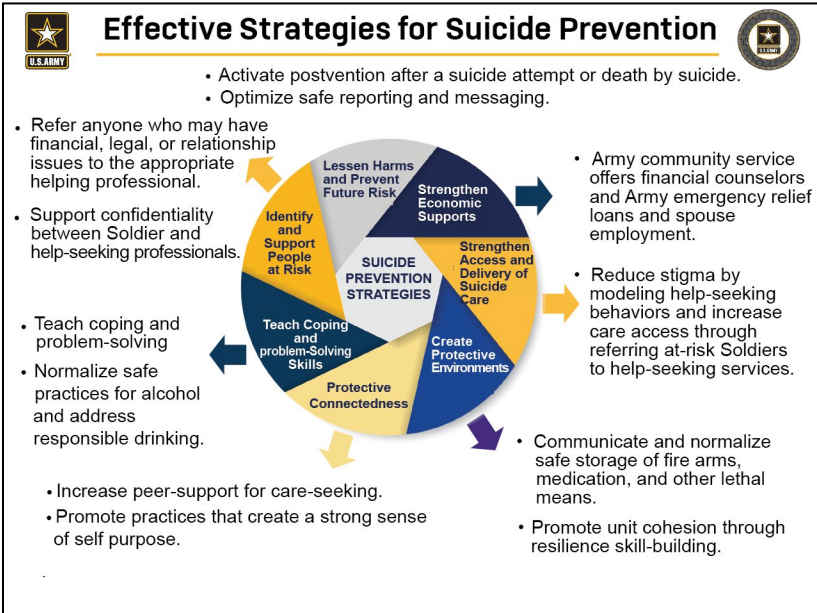 Effective Strategies for Suicide Prevention
U.S.ARMY
• Activate postvention after a suicide attempt or death by suicide.
• Optimize safe reporting and messaging.
• Refer anyone who may have
financial, legal, or relationship
issues to the appropriate
helping professional.
• Support confidentiality
between Soldier and
help-seeking professionals.
• Teach coping and
problem-solving
• Normalize safe
practices for alcohol
and address
responsible drinking.
Lessen Harms
and Prevent
Future Risk
Strengthen
Economic
Supports
Identify
and
Support
People
at Risk
SUICIDE
PREVENTION
STRATEGIES
Strengthen
Access and
Delivery of
Suicide
Care
Teach Coping
and
problem-Solving
Skills
Create
Protective
Environments
Protective
Connectedness
• Army community service
offers financial counselors
and Army emergency relief
loans and spouse
employment.
• Reduce stigma by
modeling help-seeking
behaviors and increase
care access through
referring at-risk Soldiers
to help-seeking services.
• Communicate and normalize
safe storage of fire arms,
medication, and other lethal
means.
• Promote unit cohesion through
resilience skill-building.
• Increase peer-support for care-seeking.
• Promote practices that create a strong sense
of self purpose.